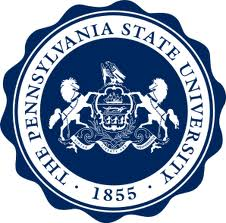 THE PENNSYLVANIA STATE UNIVERSITY
· 1855 ·